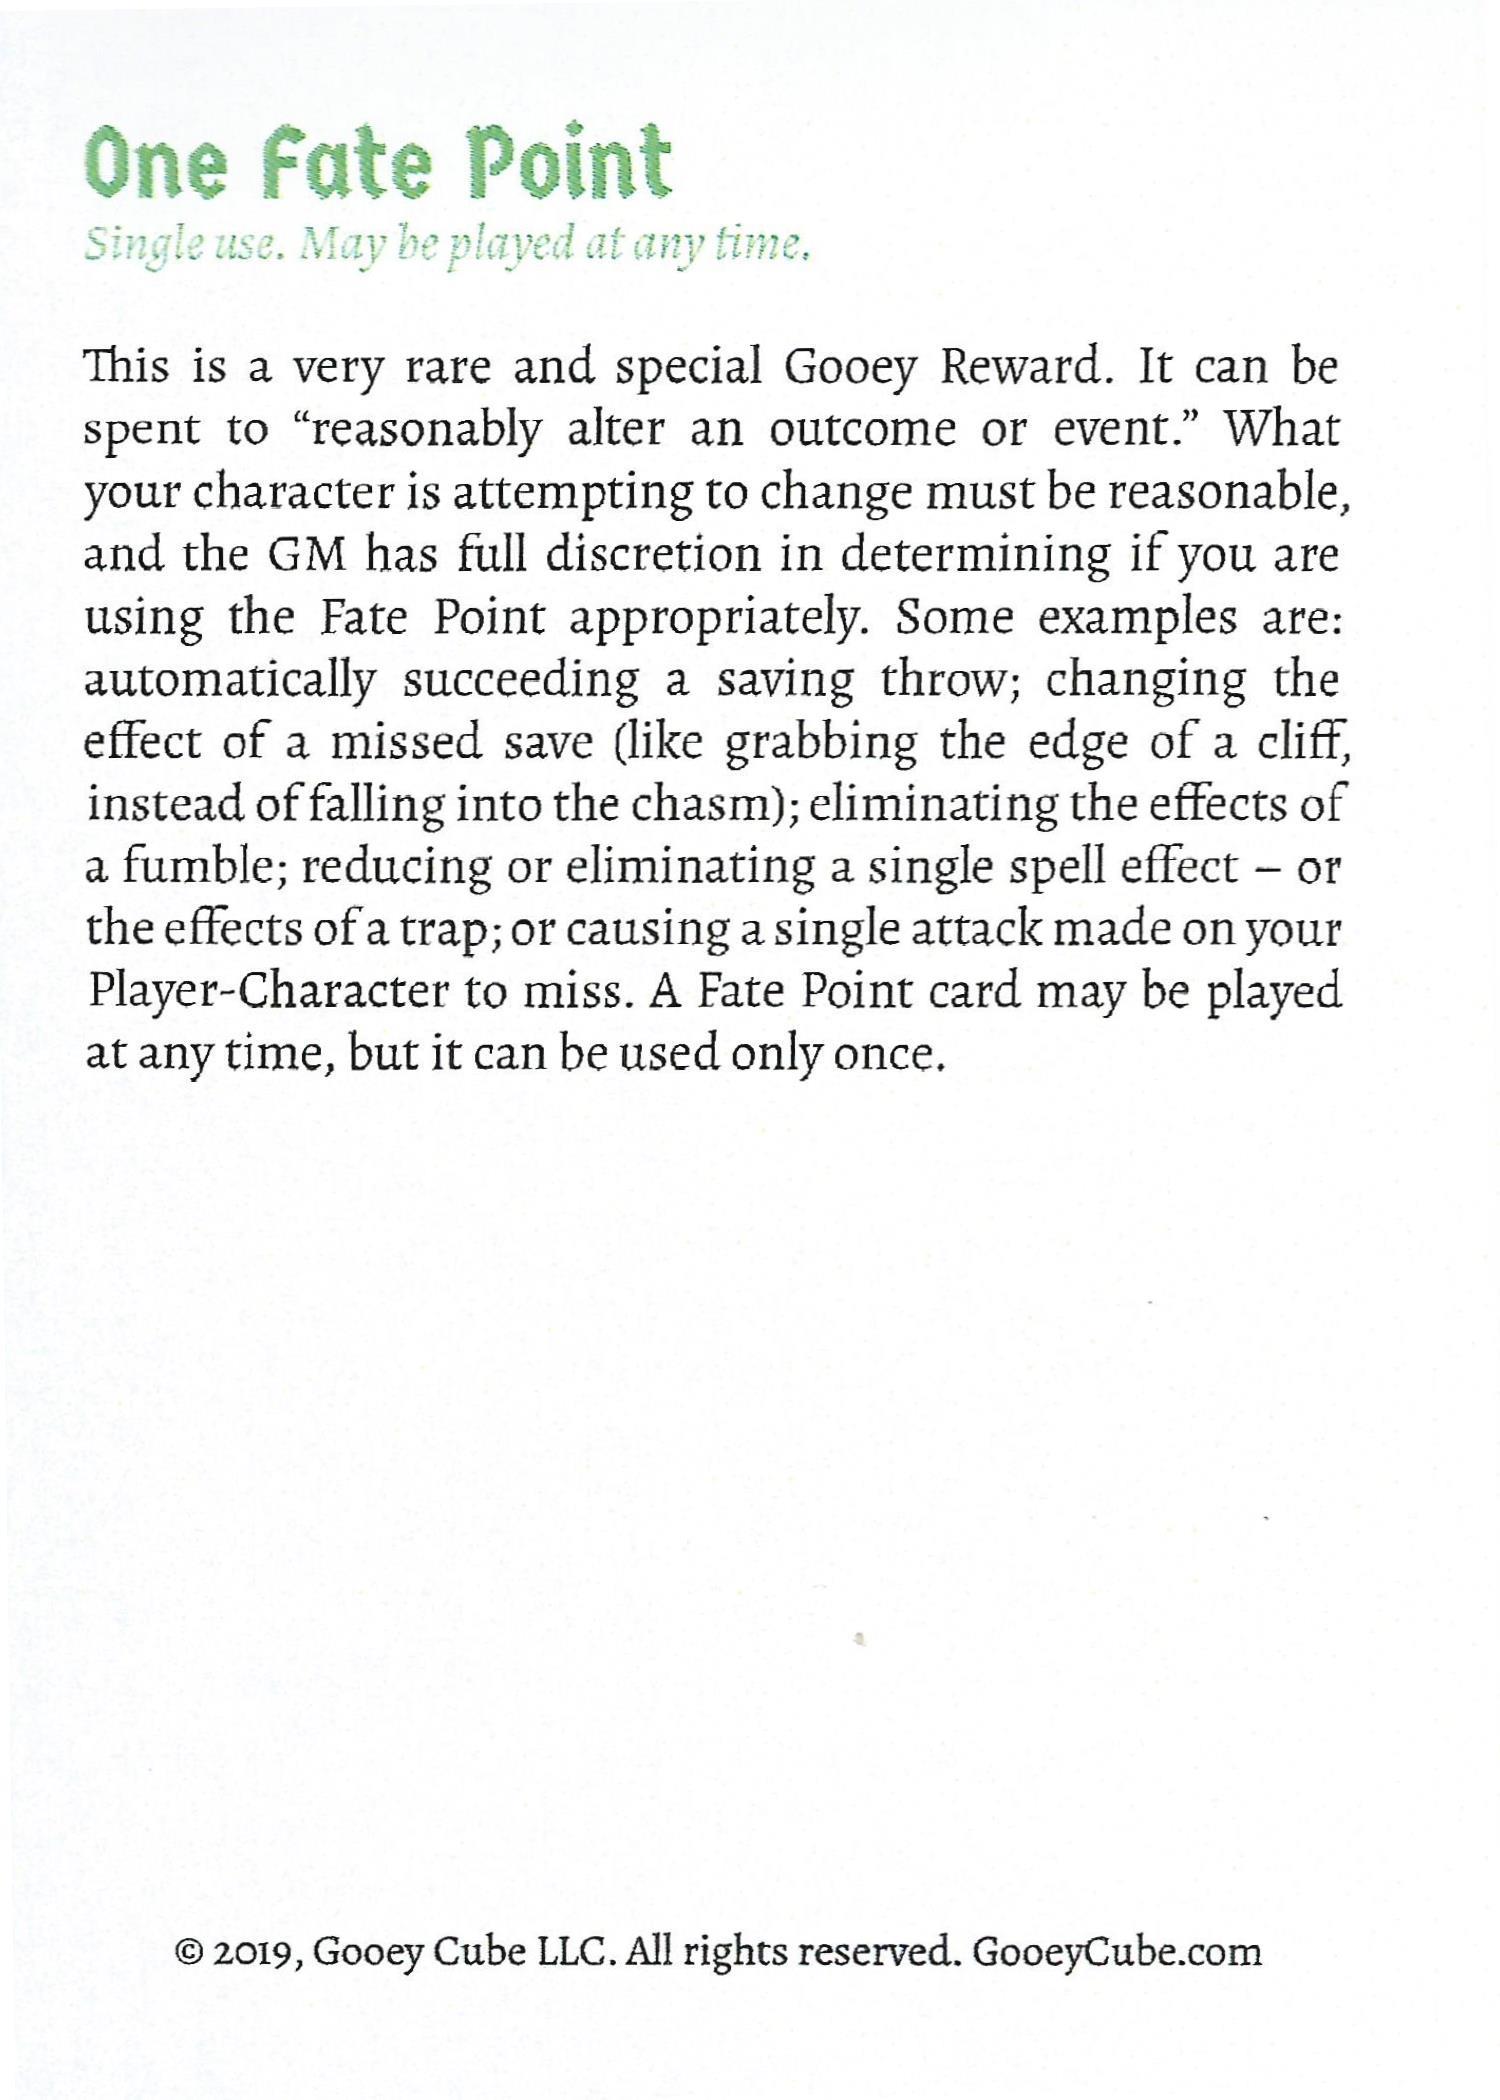 One Fate Point
Single use. May be played at any time.
This is a very rare and special Gooey Reward. It can be
spent to “reasonably alter an outcome or event.” What
your character is attempting to change must be reasonable,
and the GM has full discretion in determining if you are
using the Fate Point appropriately. Some examples are:
automatically succeeding a saving throw; changing the
effect of a missed save (like grabbing the edge of a cliff,
instead of falling into the chasm); eliminating the effects of
a fumble; reducing or eliminating a single spell effect – or
the effects of a trap; or causing a single attack made on your
Player-Character to miss. A Fate Point card may be played
at any time, but it can be used only once.
© 2019, Gooey Cube LLC. All rights reserved. GooeyCube.com